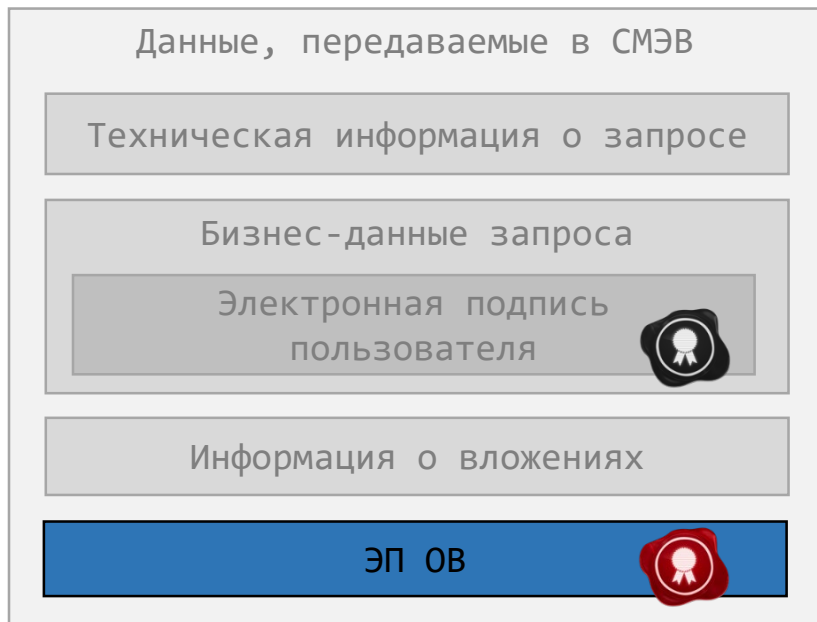 Данные, передаваемые в СМЭВ
Техническая информация о запросе
Бизнес-данные запроса
Электронная подпись
пользователя
Информация о вложениях
ЭП ОВ